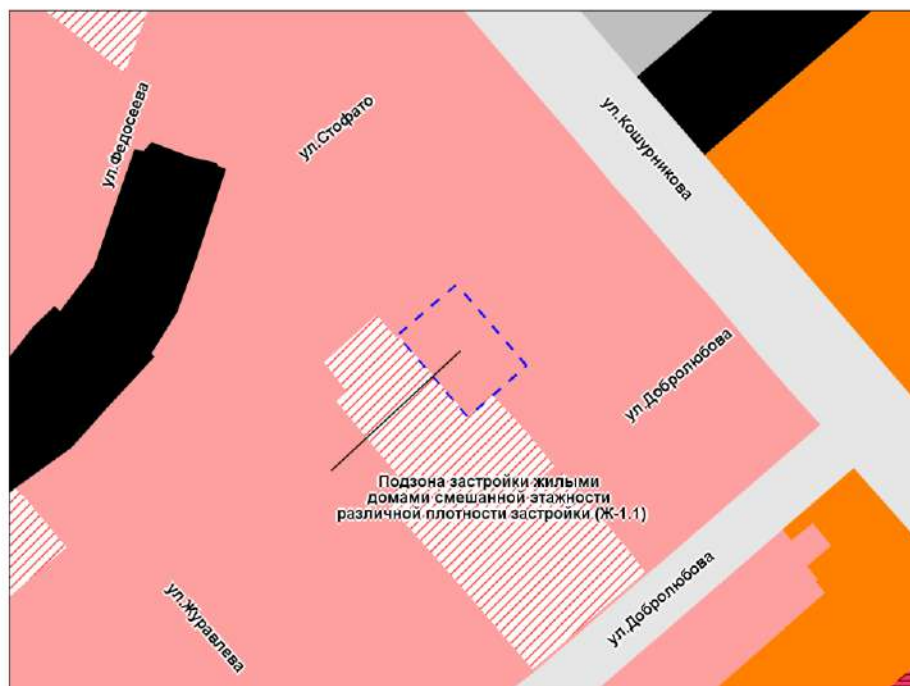 ул.Федосеева
ул.Стофато
ул.Кошурникова
ул.Добролюбова
Подзона застройки жилыми
домами смешанной этажности
различной плотности застройки (Ж-1.1)
ул.Добролюбова
ул.Журавлева